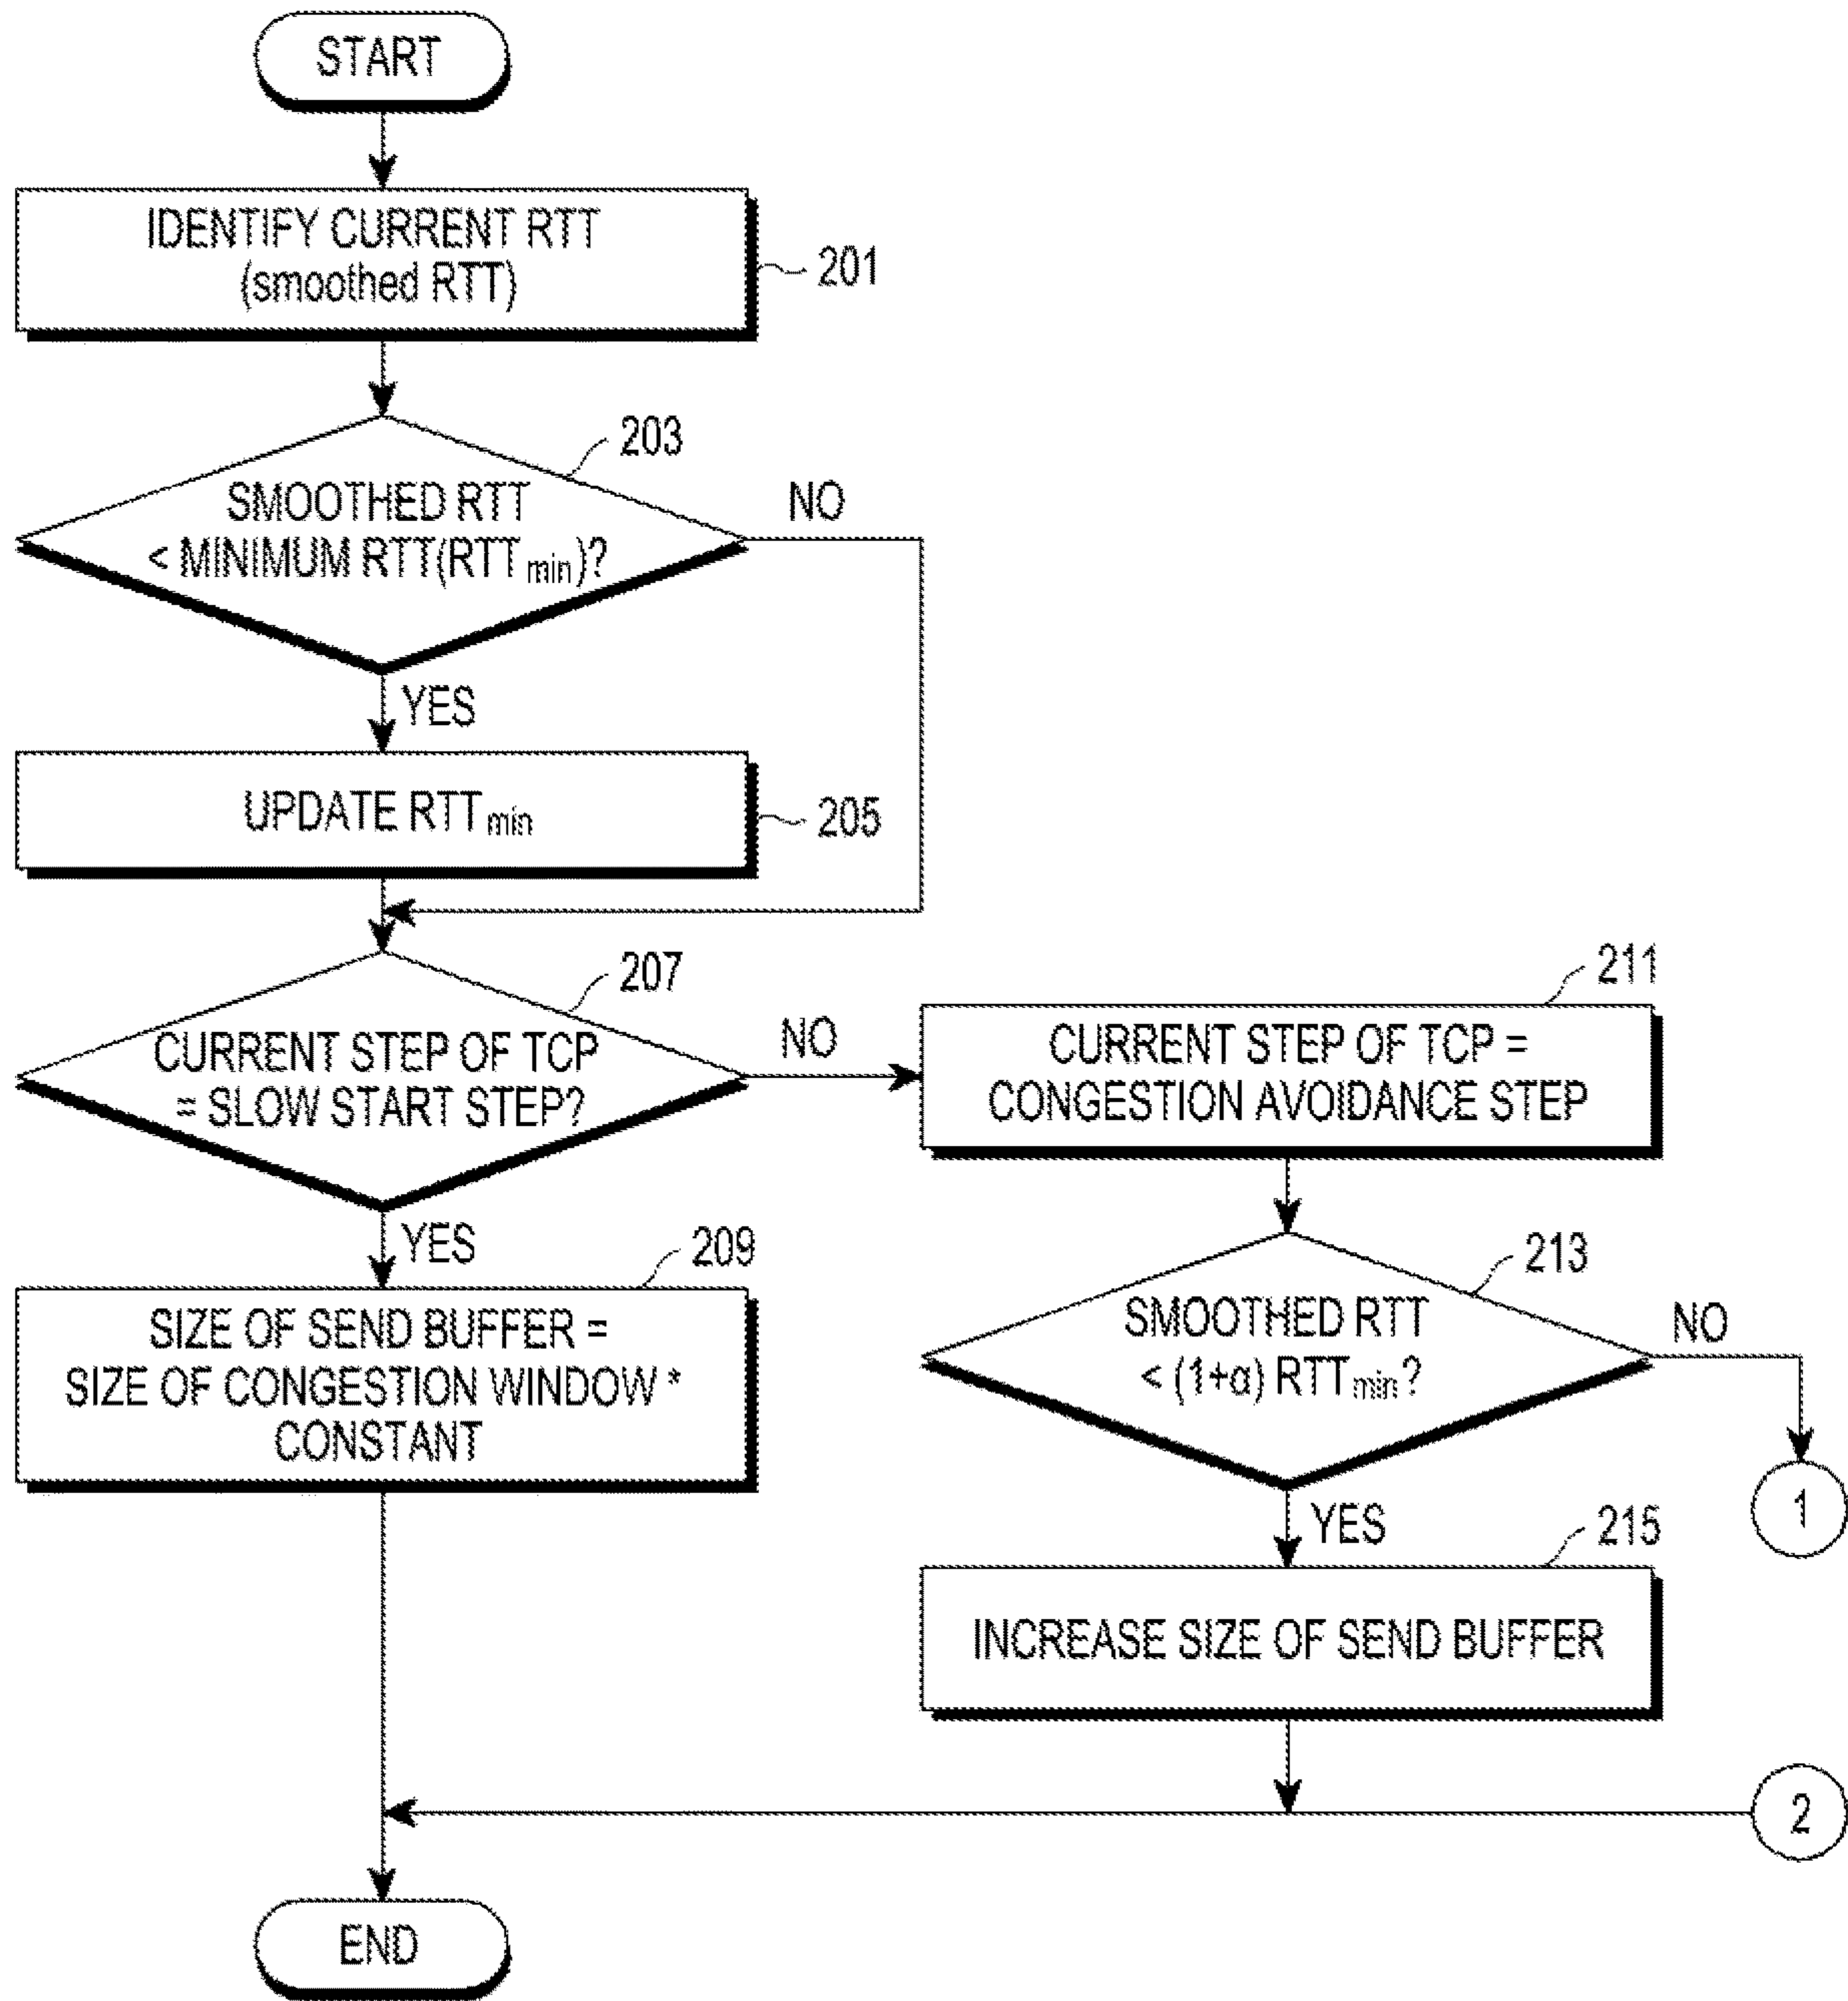 START
IDENTIFY CURRENT RTT
(smoothed RTT)
201
203
SMOOTHED RTT
< MINIMUM RTT(RTTmin)?
NO
YES
UPDATE RTTmin
205
207
CURRENT STEP OF TCP
= SLOW START STEP?
NO
211
CURRENT STEP OF TCP =
CONGESTION AVOIDANCE STEP
YES
209
SIZE OF SEND BUFFER =
SIZE OF CONGESTION WINDOW *
CONSTANT
213
SMOOTHED RTT
< (1+α) RTTmin?
NO
1
YES
215
INCREASE SIZE OF SEND BUFFER
2
END